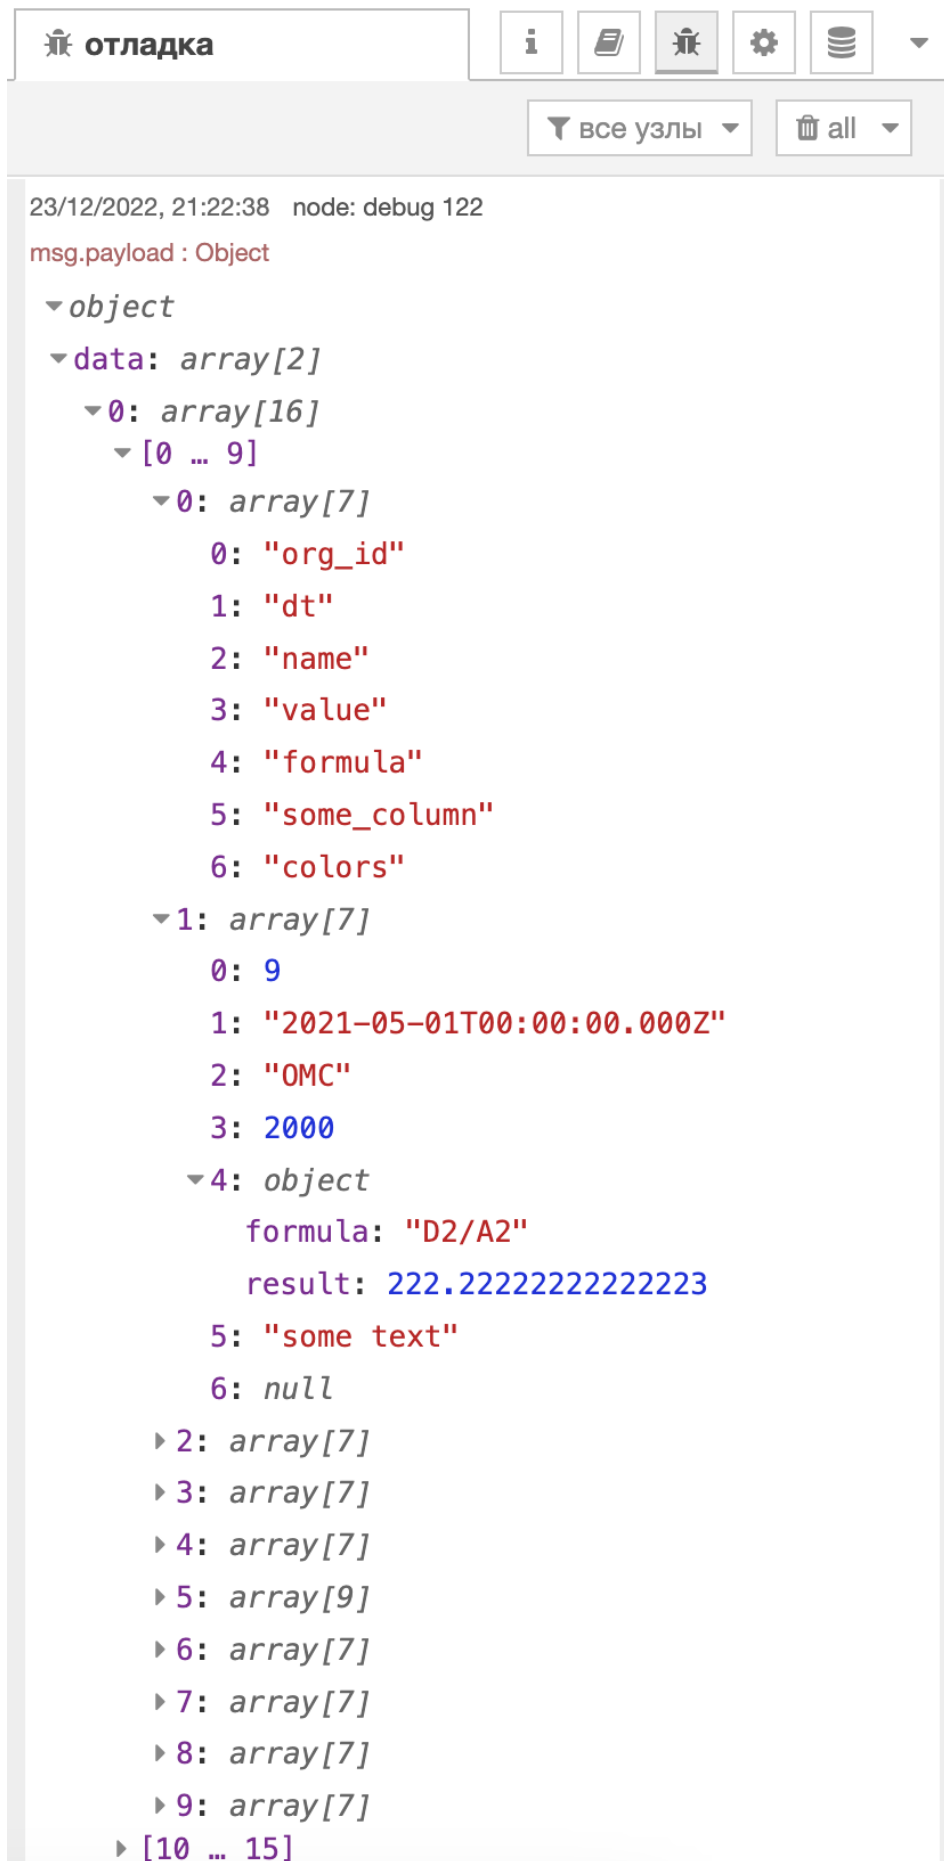 отладка
все узлы all
23/12/2022, 21:22:38 node: debug 122
msg.payload : Object
object
data: array[2]
0: array[16]
[0 … 9]
0: array[7]
0: "org_id"
1: "dt"
2: "name"
3: "value"
4: "formula"
5: "some_column"
6: "colors"
1: array[7]
0: 9
1: "2021-05-01T00:00:00.000Z"
2: "ОМС"
3: 2000
4: object
formula: "D2/A2"
result: 222.22222222222223
5: "some text"
6: null
2: array[7]
3: array[7]
4: array[7]
5: array[9]
6: array[7]
7: array[7]
8: array[7]
9: array[7]
[10 … 15]